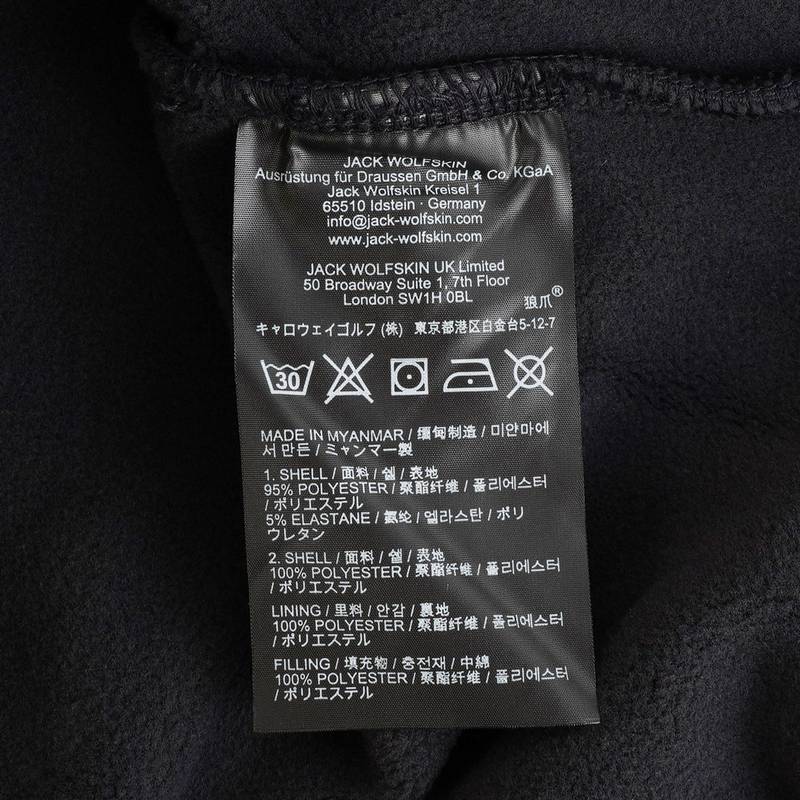 JACK WOLFSKIN
Ausrüstung für Draussen GmbH & Co. KGaA
Jack Wolfskin Kreisel 1
65510 Idstein · Germany
info@jack-wolfskin.com
www.jack-wolfskin.com
JACK WOLFSKIN UK Limited
50 Broadway Suite 1, 7th Floor
London SW1H 0BL
狼爪®
キャロウェイゴルフ (株) 東京都港区白金台5-12-7
30
MADE IN MYANMAR / 缅甸制造 / 미얀마에
서 만든 / ミャンマー製
1. SHELL / 面料 / 쉘 / 表地
95% POLYESTER / 聚酯纤维 / 폴리에스터
/ ポリエステル
5% ELASTANE / 氨纶 / 엘라스탄 / ポリ
ウレタン
2. SHELL / 面料 / 쉘 / 表地
100% POLYESTER / 聚酯纤维 / 폴리에스터
/ ポリエステル
LINING / 里料 / 안감 / 裏地
100% POLYESTER / 聚酯纤维 / 폴리에스터
/ ポリエステル
FILLING / 填充物 / 충전재 / 中綿
100% POLYESTER / 聚酯纤维 / 폴리에스터
/ ポリエステル